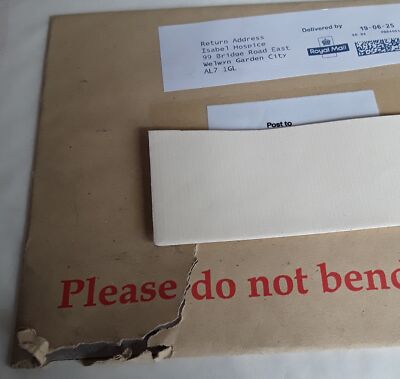 Delivered by
Royal Mail
19-06-25
Return Address
Isabel Hospice
99 Bridge Road East
Welwyn Garden City
AL7 1GL
Post to
Please do not bend